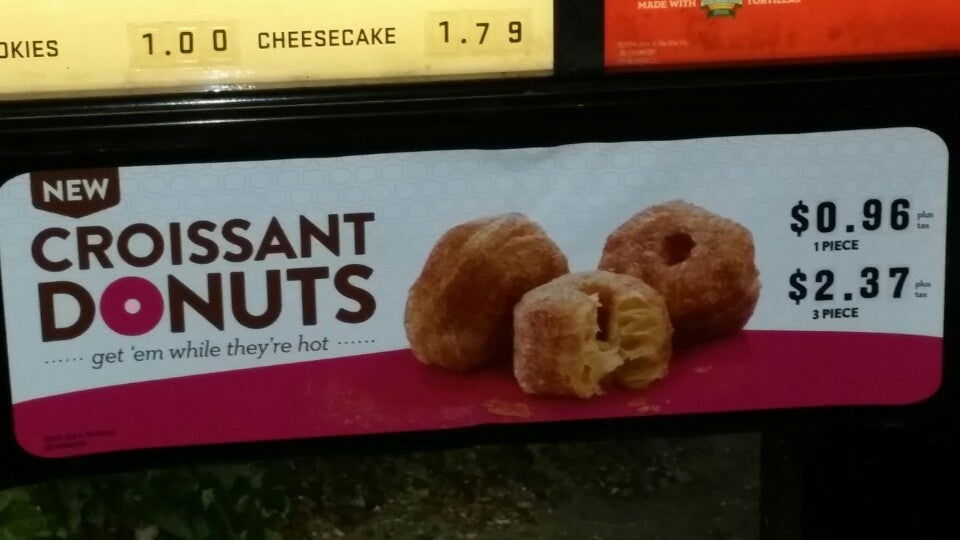 OKIES 1.00 CHEESECAKE 1.79
MADE WITH TORTILLAS
NEW
CROISSANT
DONUTS
...... get 'em while they're hot ......
$0.96 plus tax
1 PIECE
$2.37 plus tax
3 PIECE